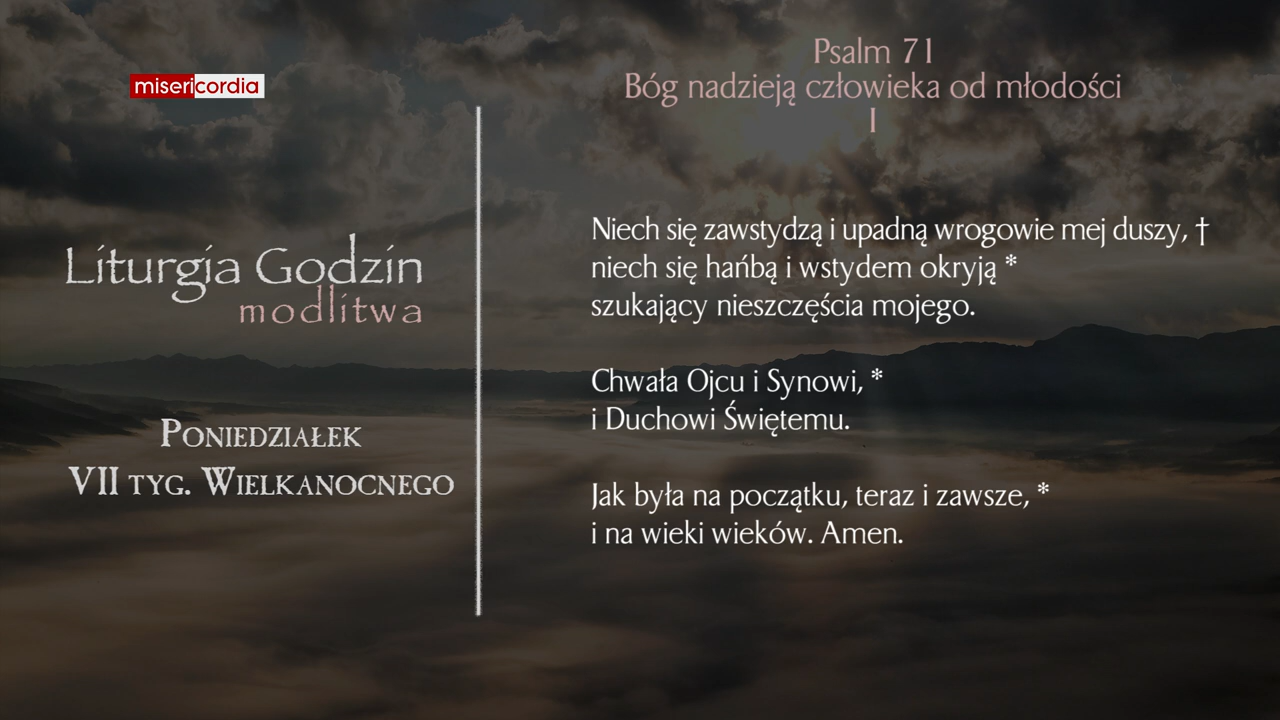 misericordia
Liturgia Godzin
modlitwa
Poniedziałek
VII tyg. Wielkanocnego
Psalm 71
Bóg nadzieją człowieka od młodości
I
Niech się zawstydzą i upadną wrogowie mej duszy, †
niech się hańbą i wstydem okryją *
szukający nieszczęścia mojego.
Chwała Ojcu i Synowi, *
i Duchowi Świętemu.
Jak była na początku, teraz i zawsze, *
i na wieki wieków. Amen.